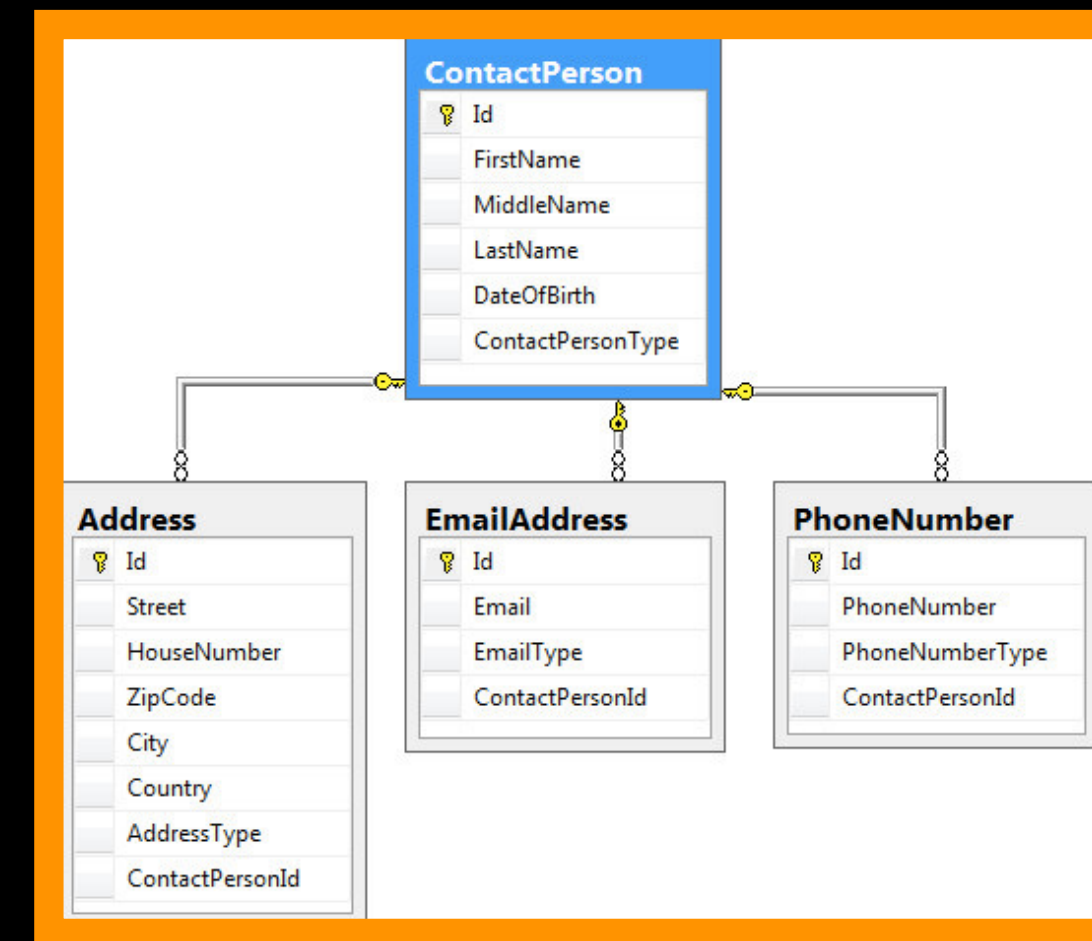 ContactPerson
Id
FirstName
MiddleName
LastName
DateOfBirth
ContactPersonType
Address
Id
Street
HouseNumber
ZipCode
City
Country
AddressType
ContactPersonId
EmailAddress
Id
Email
EmailType
ContactPersonId
PhoneNumber
Id
PhoneNumber
PhoneNumberType
ContactPersonId